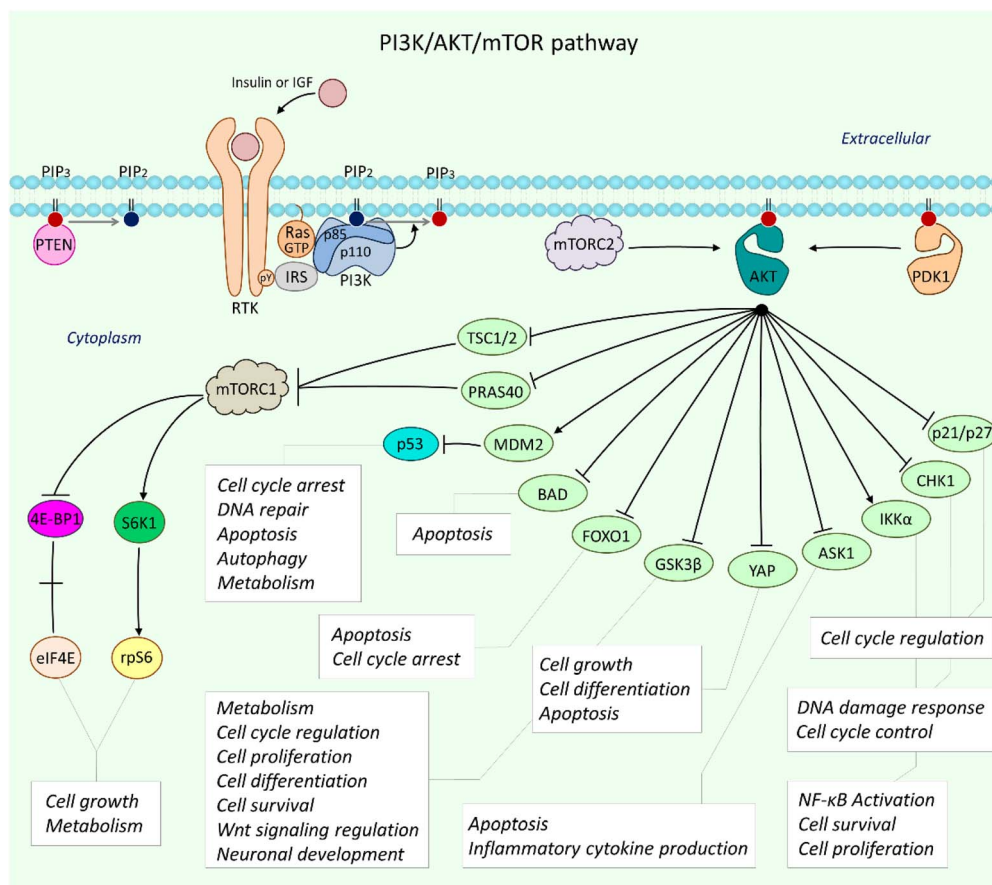 PI3K/AKT/mTOR pathway
Insulin or IGF
Extracellular
PIP₃
PIP₂
PIP₂
PIP₃
PTEN
Ras
GTP
p85
p110
PI3K
pY
IRS
RTK
mTORC2
AKT
PDK1
Cytoplasm
TSC1/2
mTORC1
PRAS40
p53
MDM2
p21/p27
BAD
CHK1
4E-BP1
S6K1
FOXO1
IKKα
GSK3β
YAP
ASK1
Cell cycle arrest
DNA repair
Apoptosis
Autophagy
Metabolism
Apoptosis
eIF4E
rpS6
Apoptosis
Cell cycle arrest
Cell cycle regulation
Cell growth
Cell differentiation
Apoptosis
DNA damage response
Cell cycle control
Metabolism
Cell cycle regulation
Cell proliferation
Cell differentiation
Cell survival
Wnt signaling regulation
Neuronal development
Cell growth
Metabolism
Apoptosis
Inflammatory cytokine production
NF-κB Activation
Cell survival
Cell proliferation